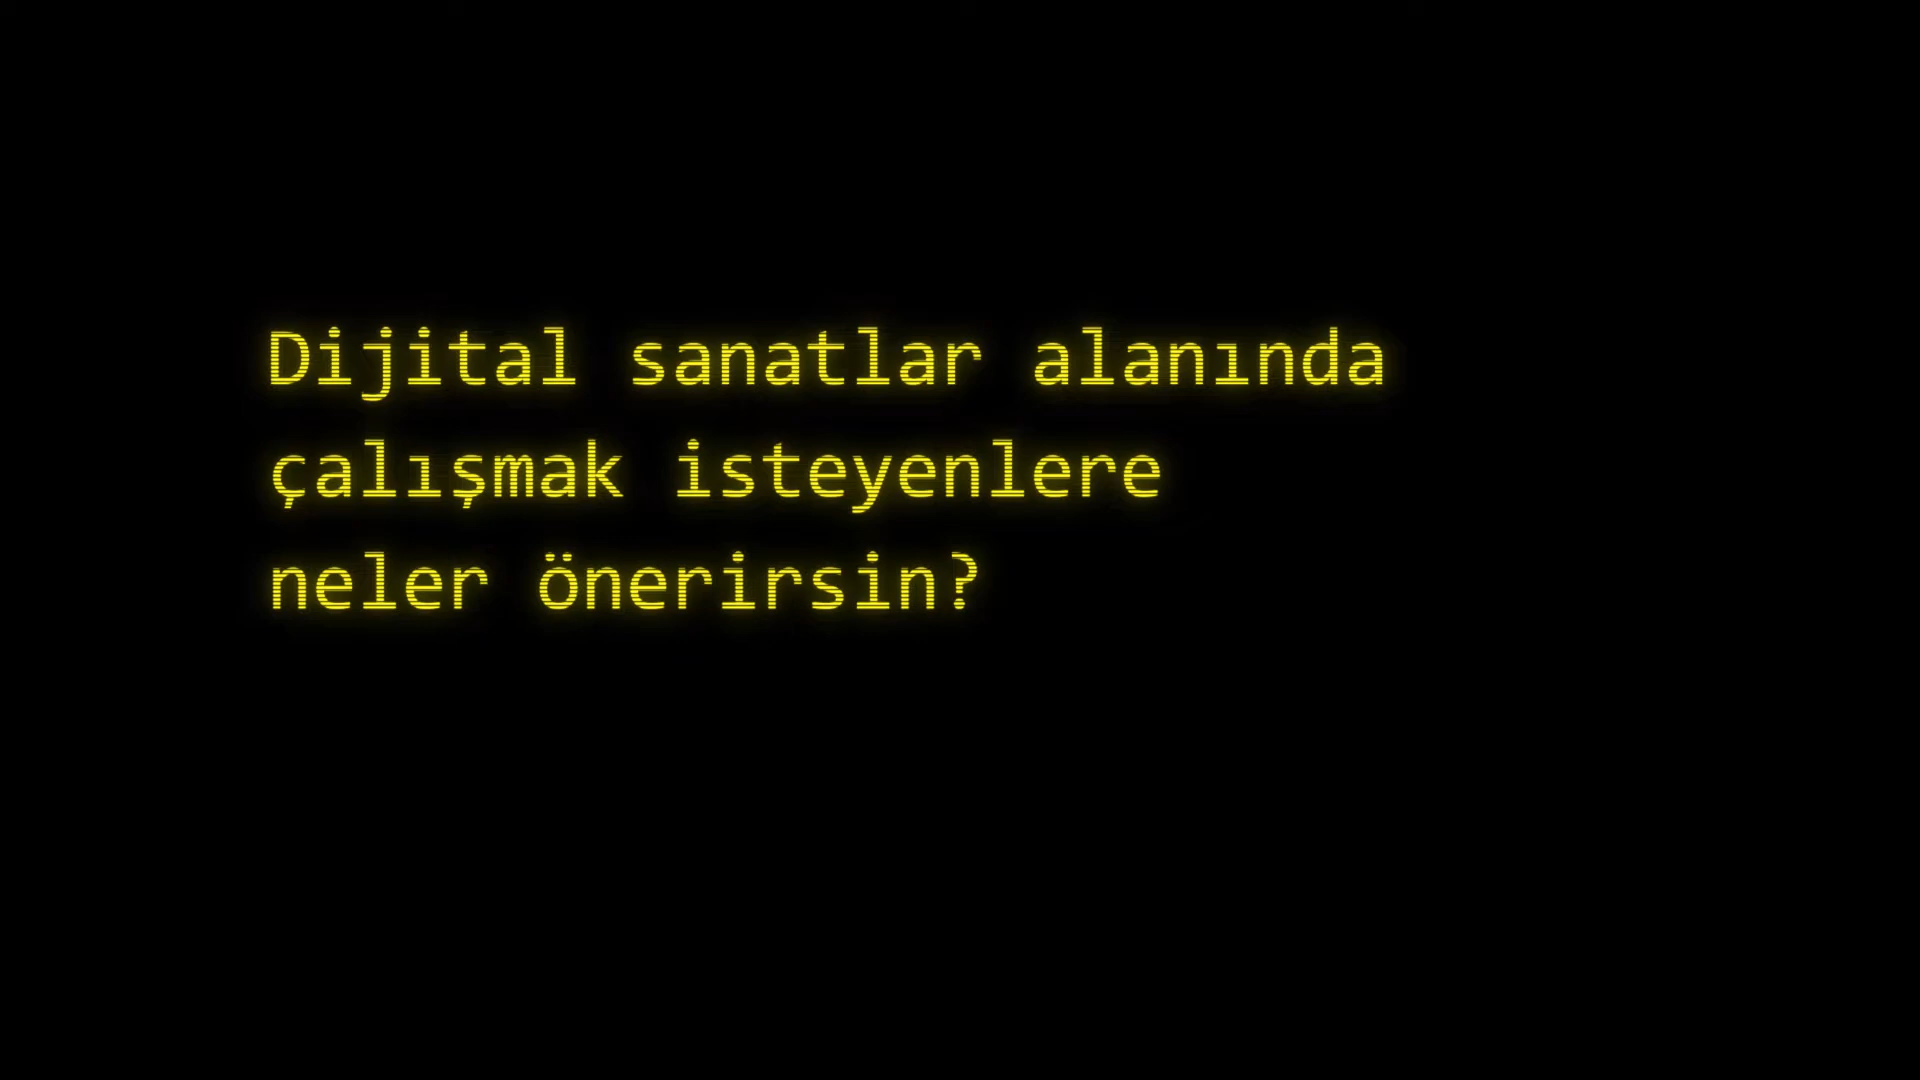 Dijital sanatlar alanında
çalışmak isteyenlere
neler önerirsin?